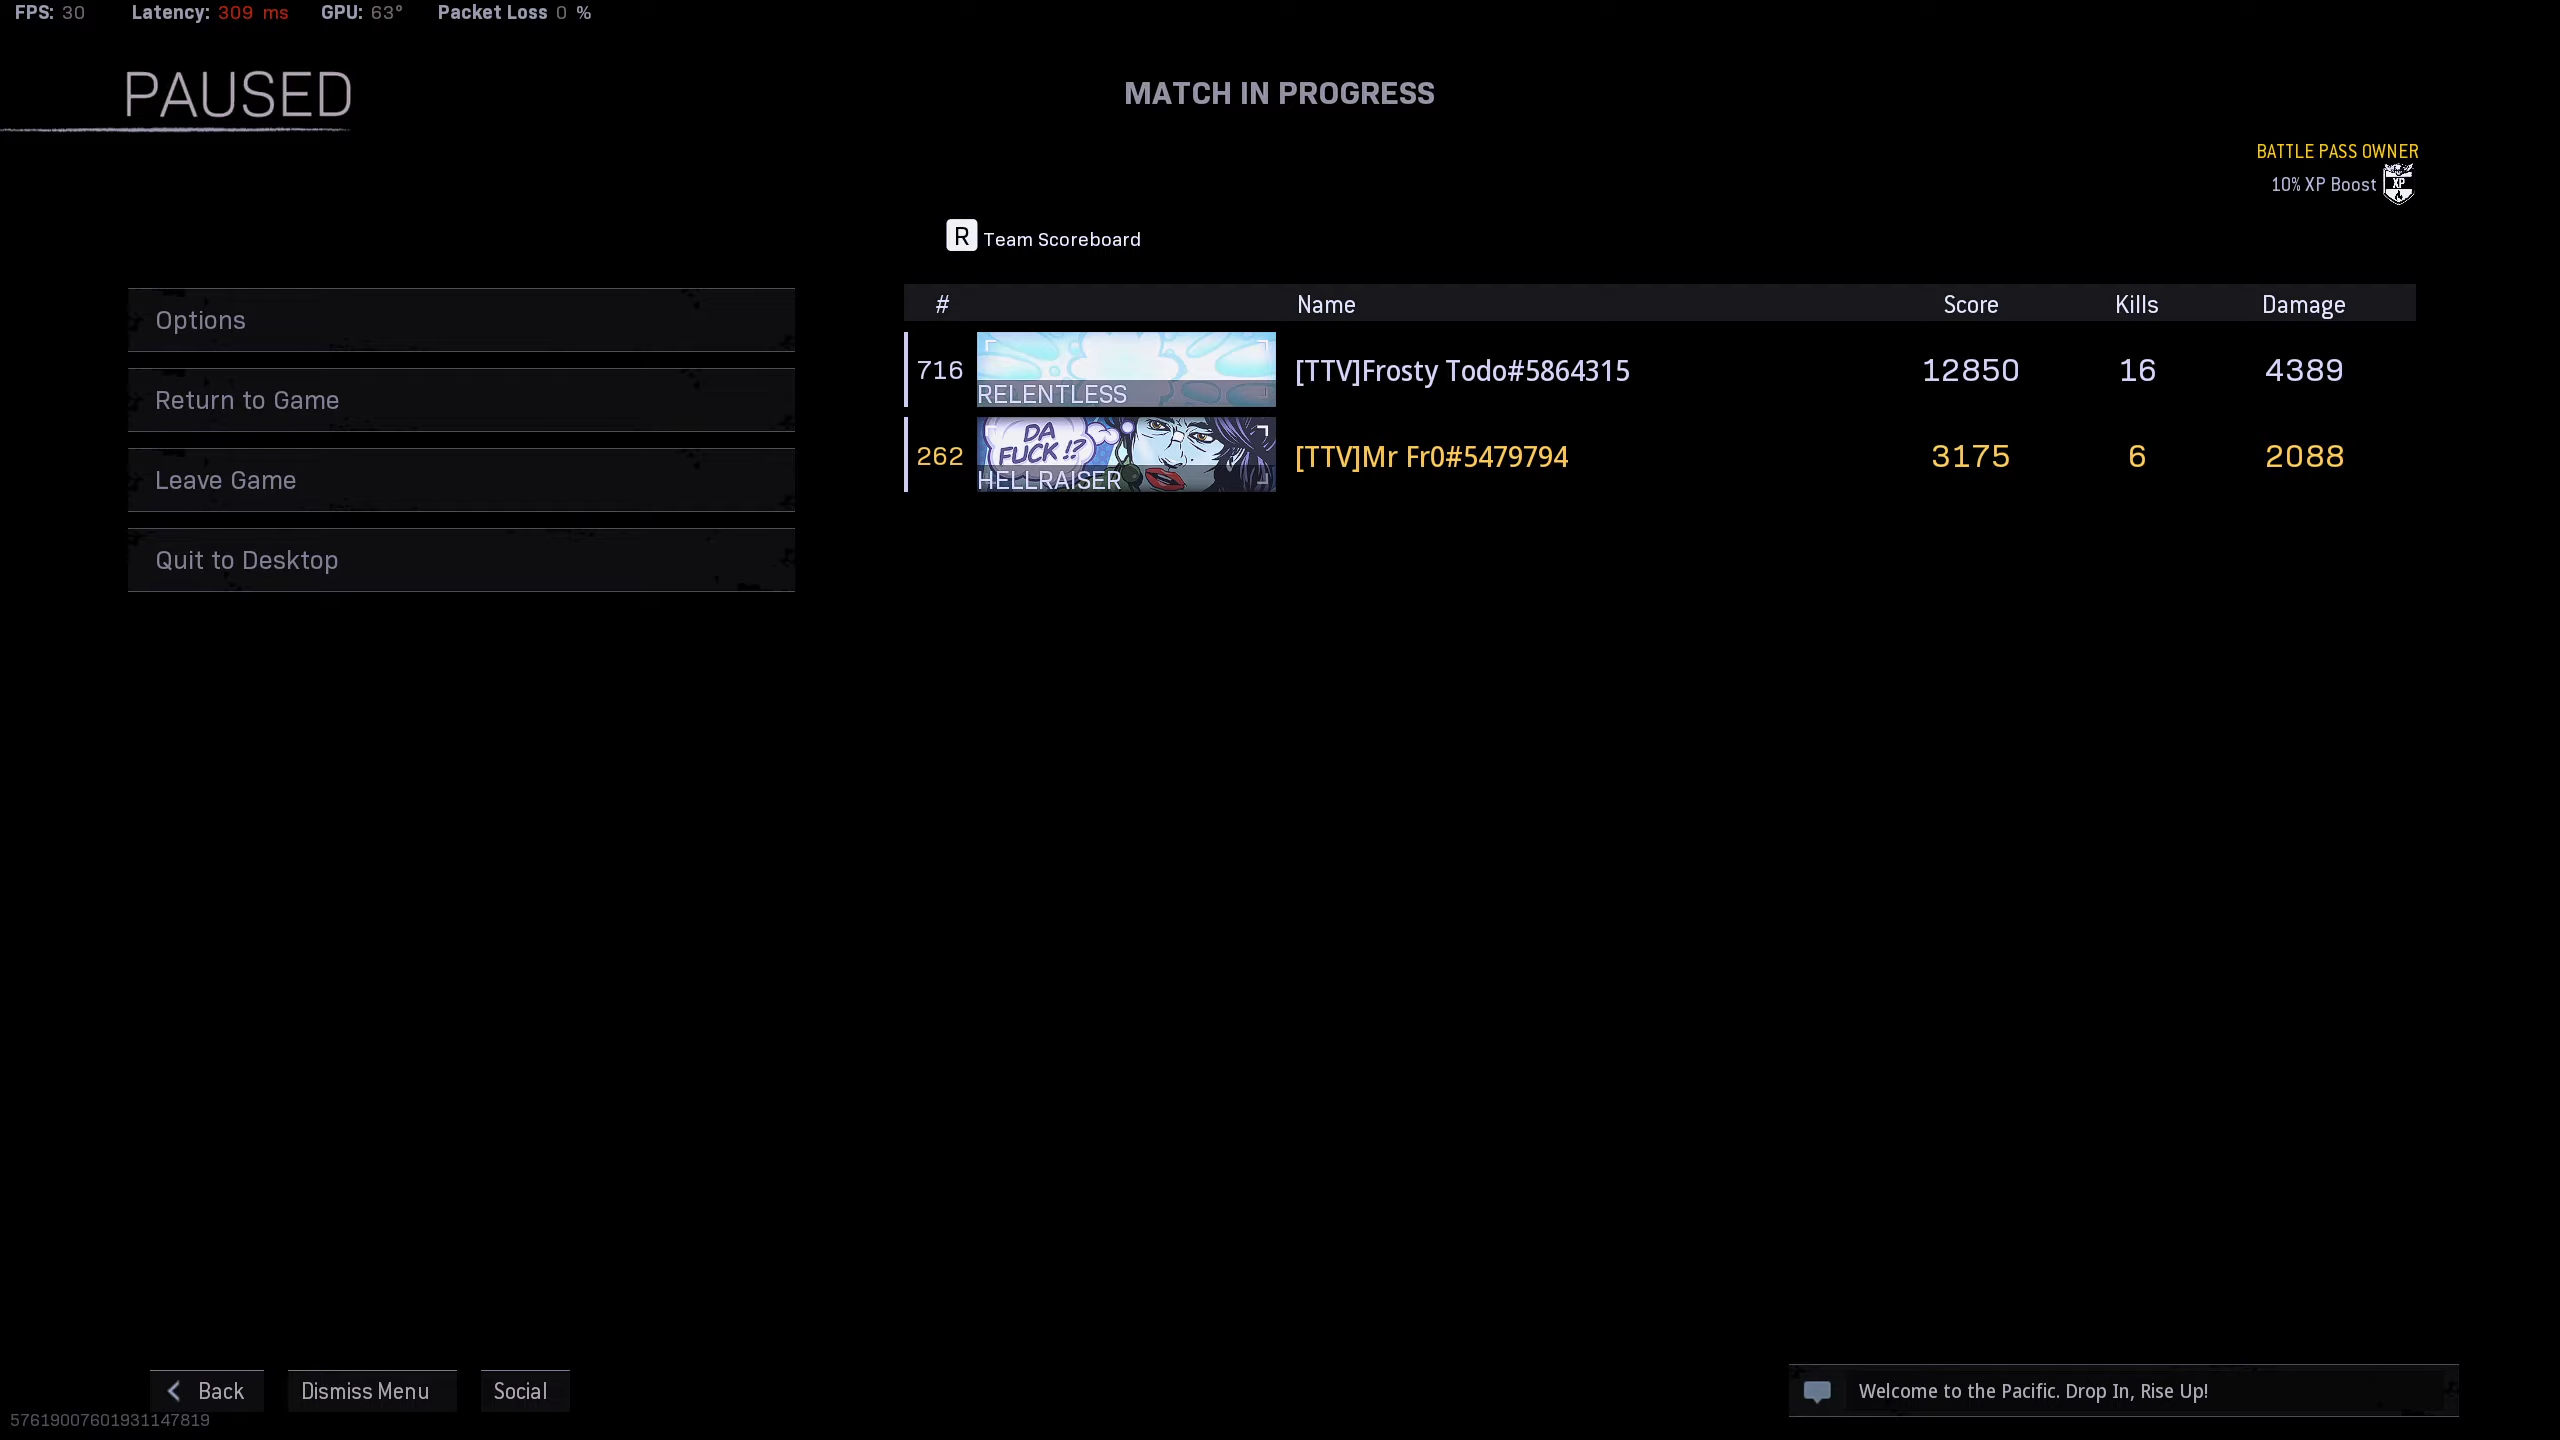 FPS: 30 Latency: 309 ms GPU: 63° Packet Loss 0 %
PAUSED
MATCH IN PROGRESS
BATTLE PASS OWNER
10% XP Boost XP
R Team Scoreboard
# Name Score Kills Damage
716 RELENTLESS [TTV]Frosty Todo#5864315 12850 16 4389
DA
FUCK !?
262 HELLRAISER [TTV]Mr Fr0#5479794 3175 6 2088
Options
Return to Game
Leave Game
Quit to Desktop
Back Dismiss Menu Social
Welcome to the Pacific. Drop In, Rise Up!
57619007601931147819